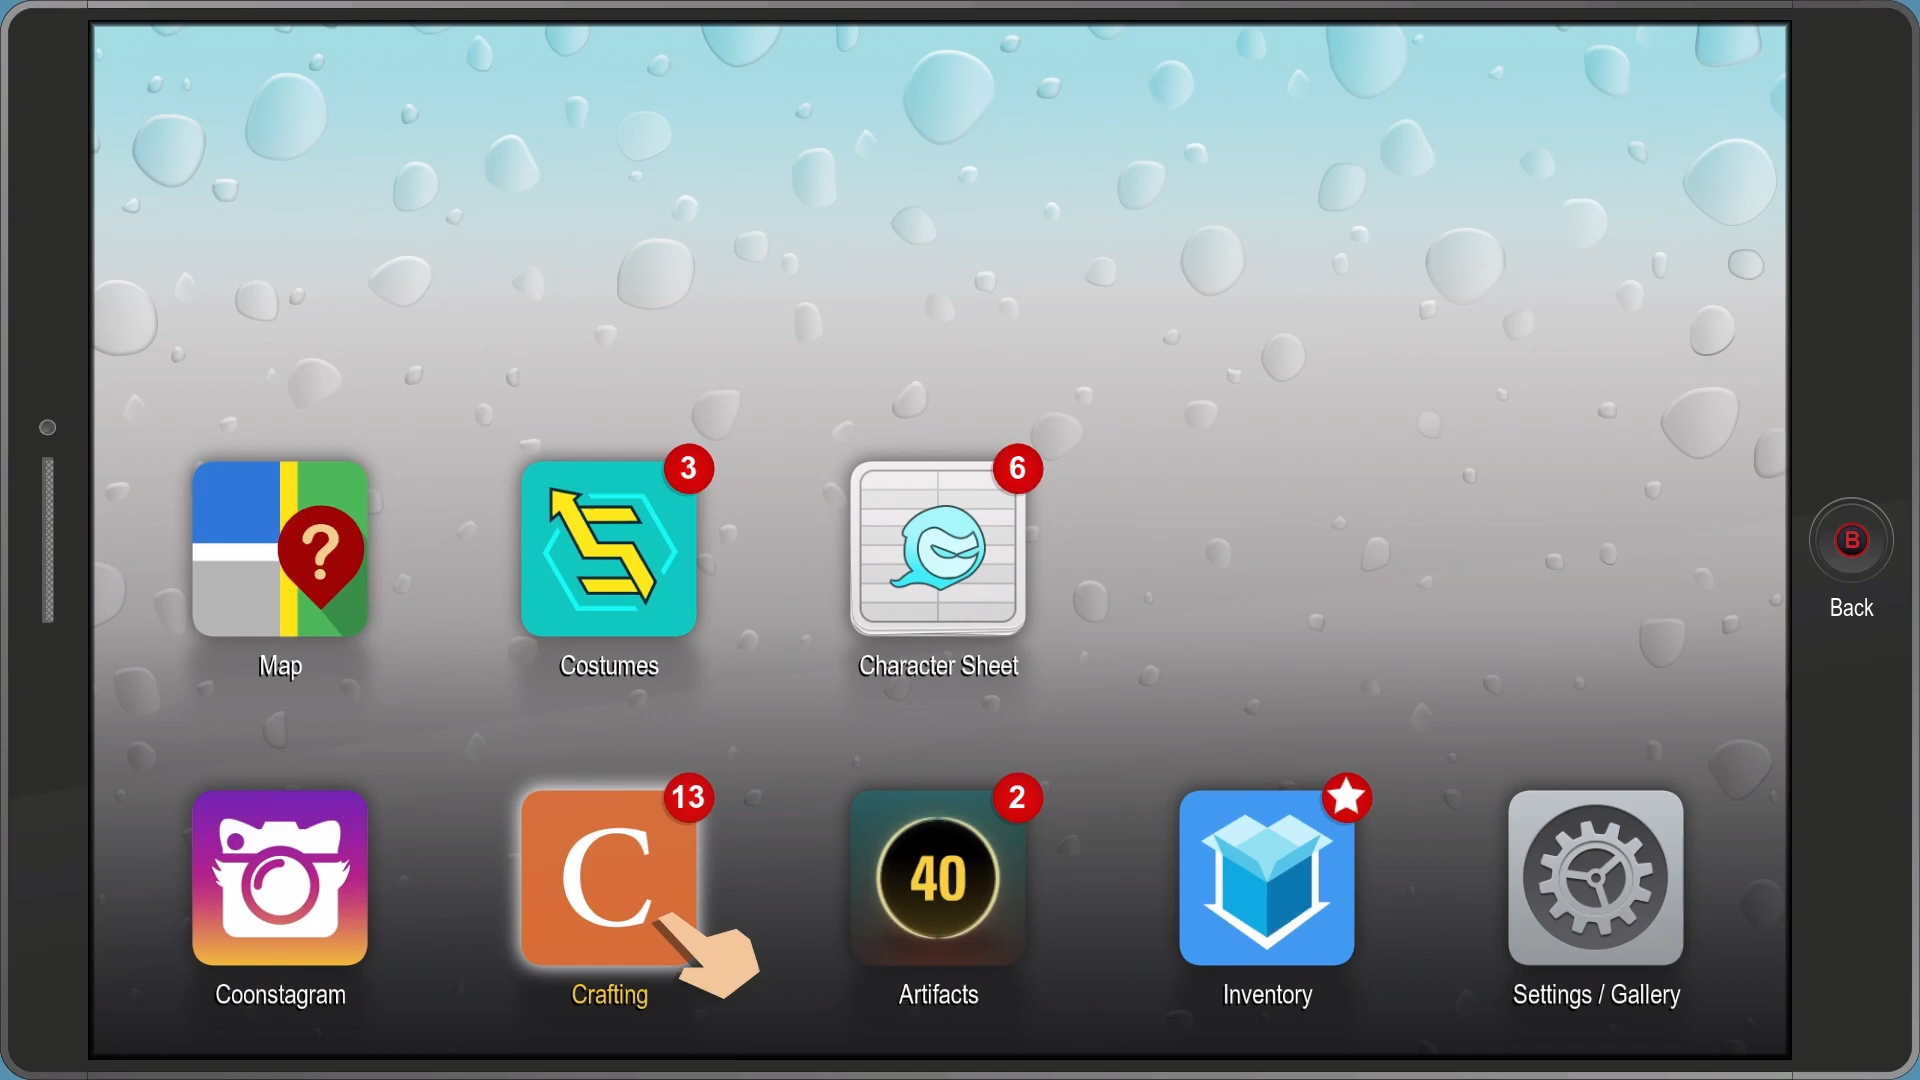 3
6
?
B
Back
Map
Costumes
Character Sheet
13
2
C
40
Coonstagram
Crafting
Artifacts
Inventory
Settings / Gallery